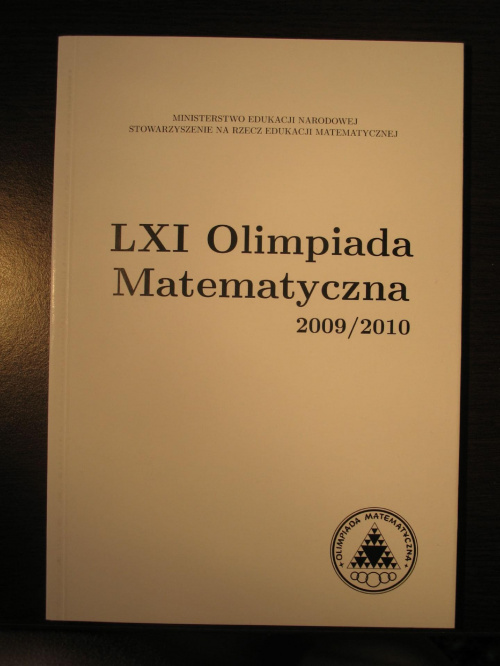 MINISTERSTWO EDUKACJI NARODOWEJ
STOWARZYSZENIE NA RZECZ EDUKACJI MATEMATYCZNEJ
LXI Olimpiada
Matematyczna
2009/2010
OLIMPIADA MATEMATYCZNA